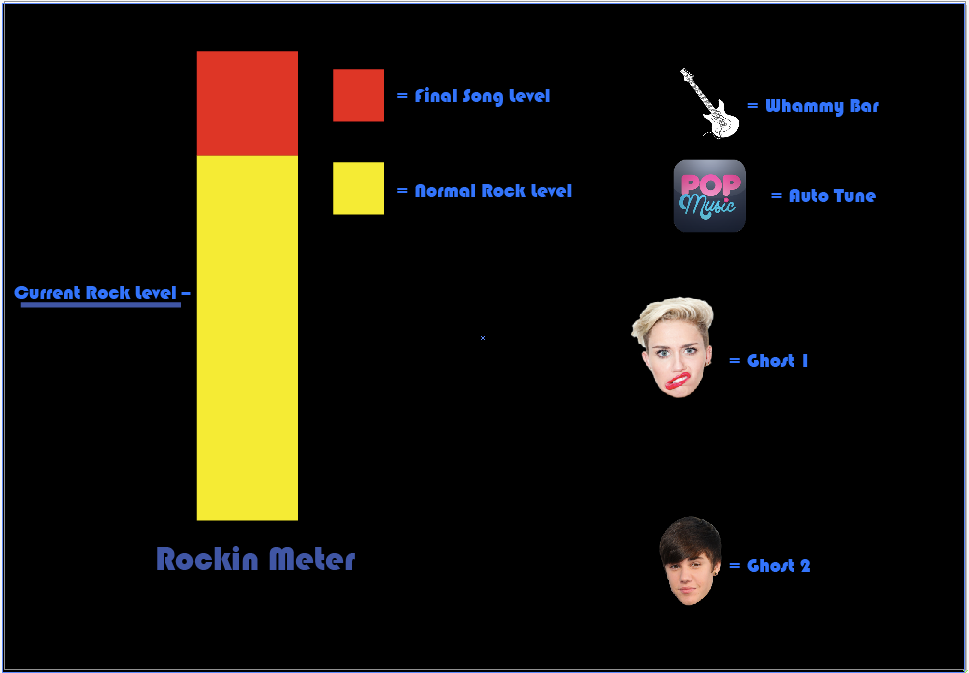 = Final Song Level
= Normal Rock Level
Current Rock Level –
Rockin Meter
= Whammy Bar
POP
Music
= Auto Tune
= Ghost 1
= Ghost 2